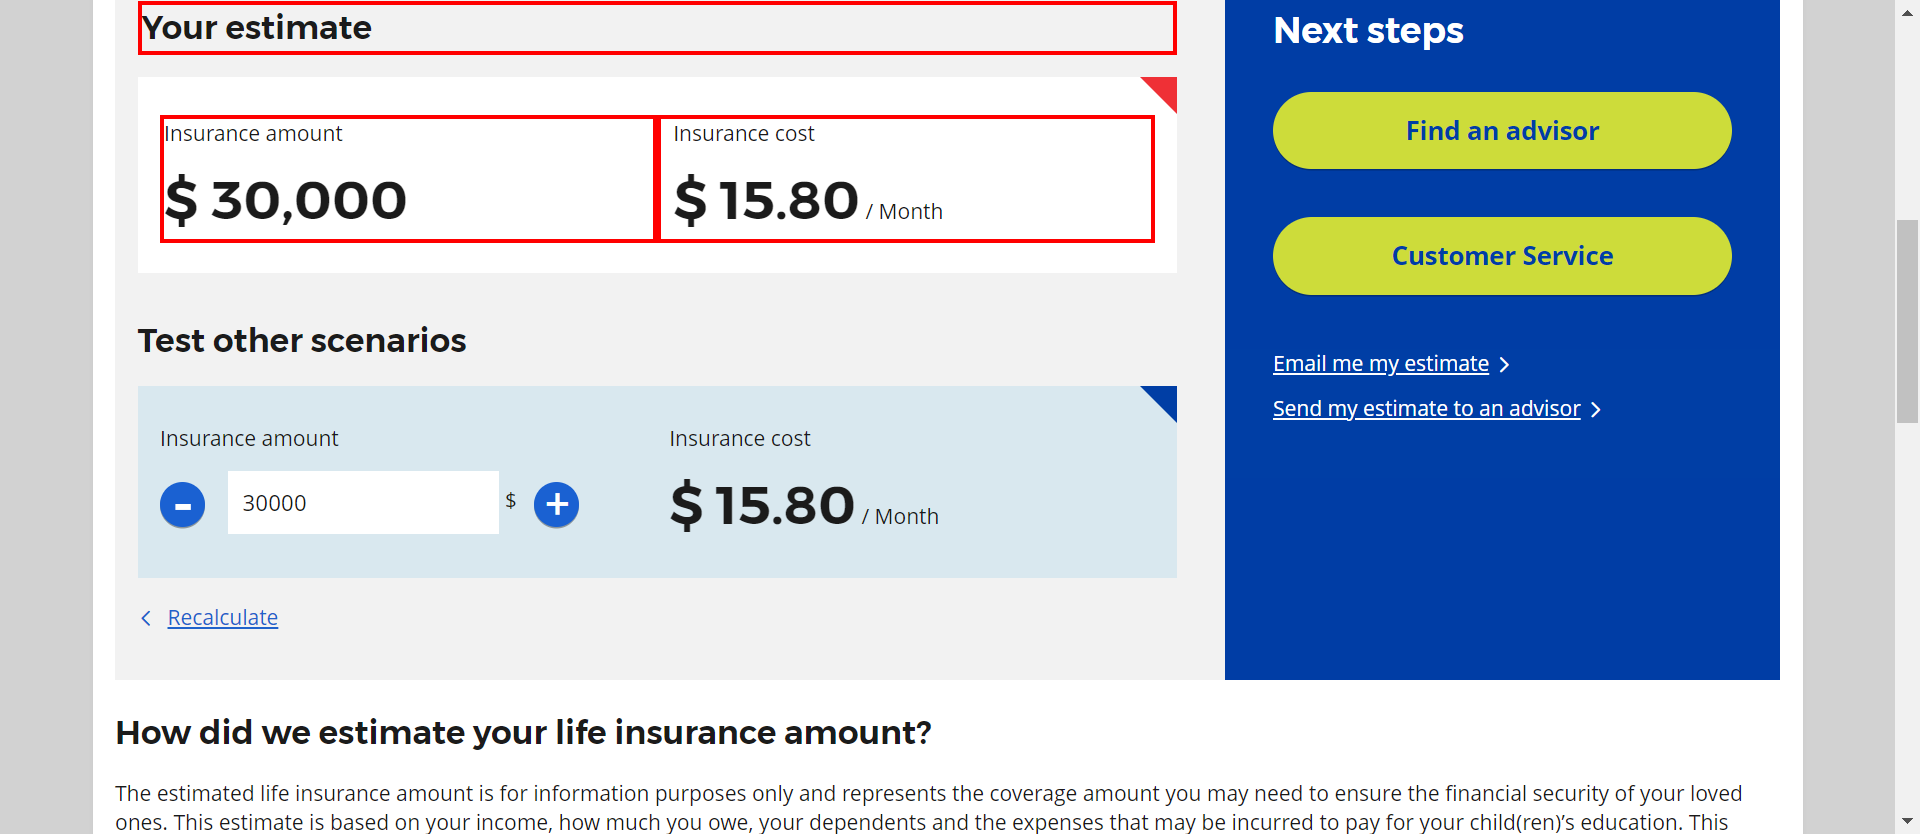 Your estimate
Insurance amount
$ 30,000
Insurance cost
$ 15.80 / Month
Test other scenarios
Insurance amount
-
30000
$
+
Insurance cost
$ 15.80 / Month
Recalculate
Next steps
Find an advisor
Customer Service
Email me my estimate
Send my estimate to an advisor
How did we estimate your life insurance amount?
The estimated life insurance amount is for information purposes only and represents the coverage amount you may need to ensure the financial security of your loved
ones. This estimate is based on your income, how much you owe, your dependents and the expenses that may be incurred to pay for your child(ren)’s education. This